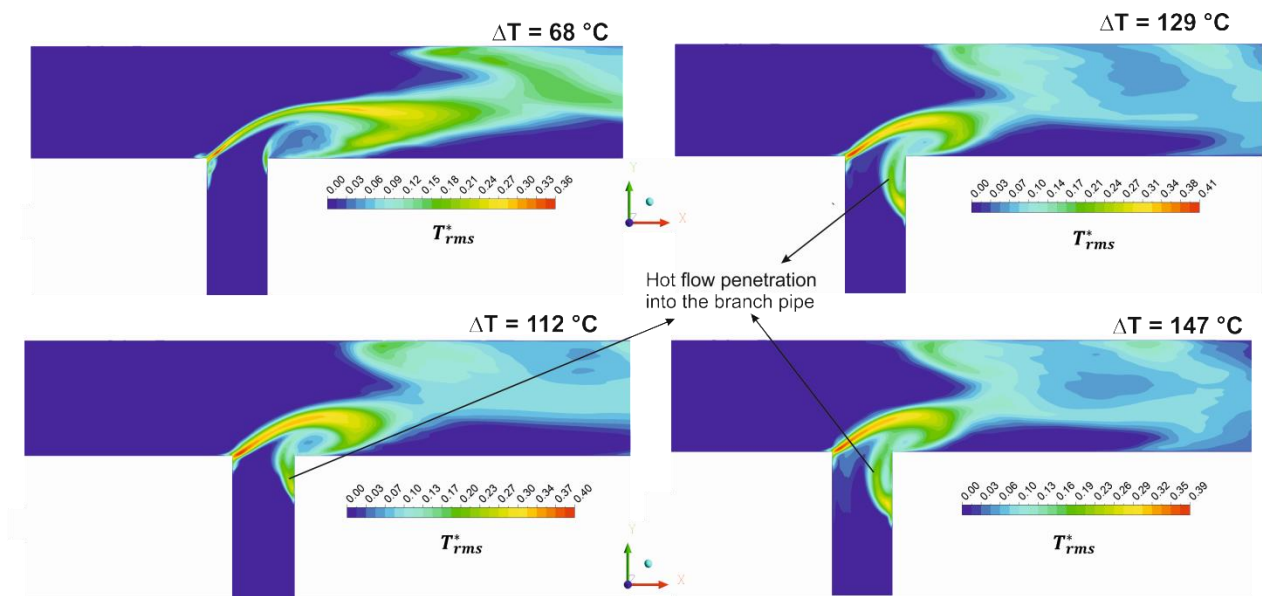 ΔT = 68 °C
0.00 0.03 0.06 0.09 0.12 0.15 0.18 0.21 0.24 0.27 0.30 0.33 0.36
T*rms
Y
X
ΔT = 129 °C
0.00 0.03 0.07 0.10 0.14 0.17 0.21 0.24 0.27 0.31 0.34 0.38 0.41
T*rms
Hot flow penetration
into the branch pipe
ΔT = 112 °C
0.00 0.03 0.07 0.10 0.13 0.17 0.20 0.23 0.27 0.30 0.34 0.37 0.40
T*rms
Y
X
ΔT = 147 °C
0.00 0.03 0.06 0.10 0.13 0.16 0.19 0.23 0.26 0.29 0.32 0.35 0.39
T*rms